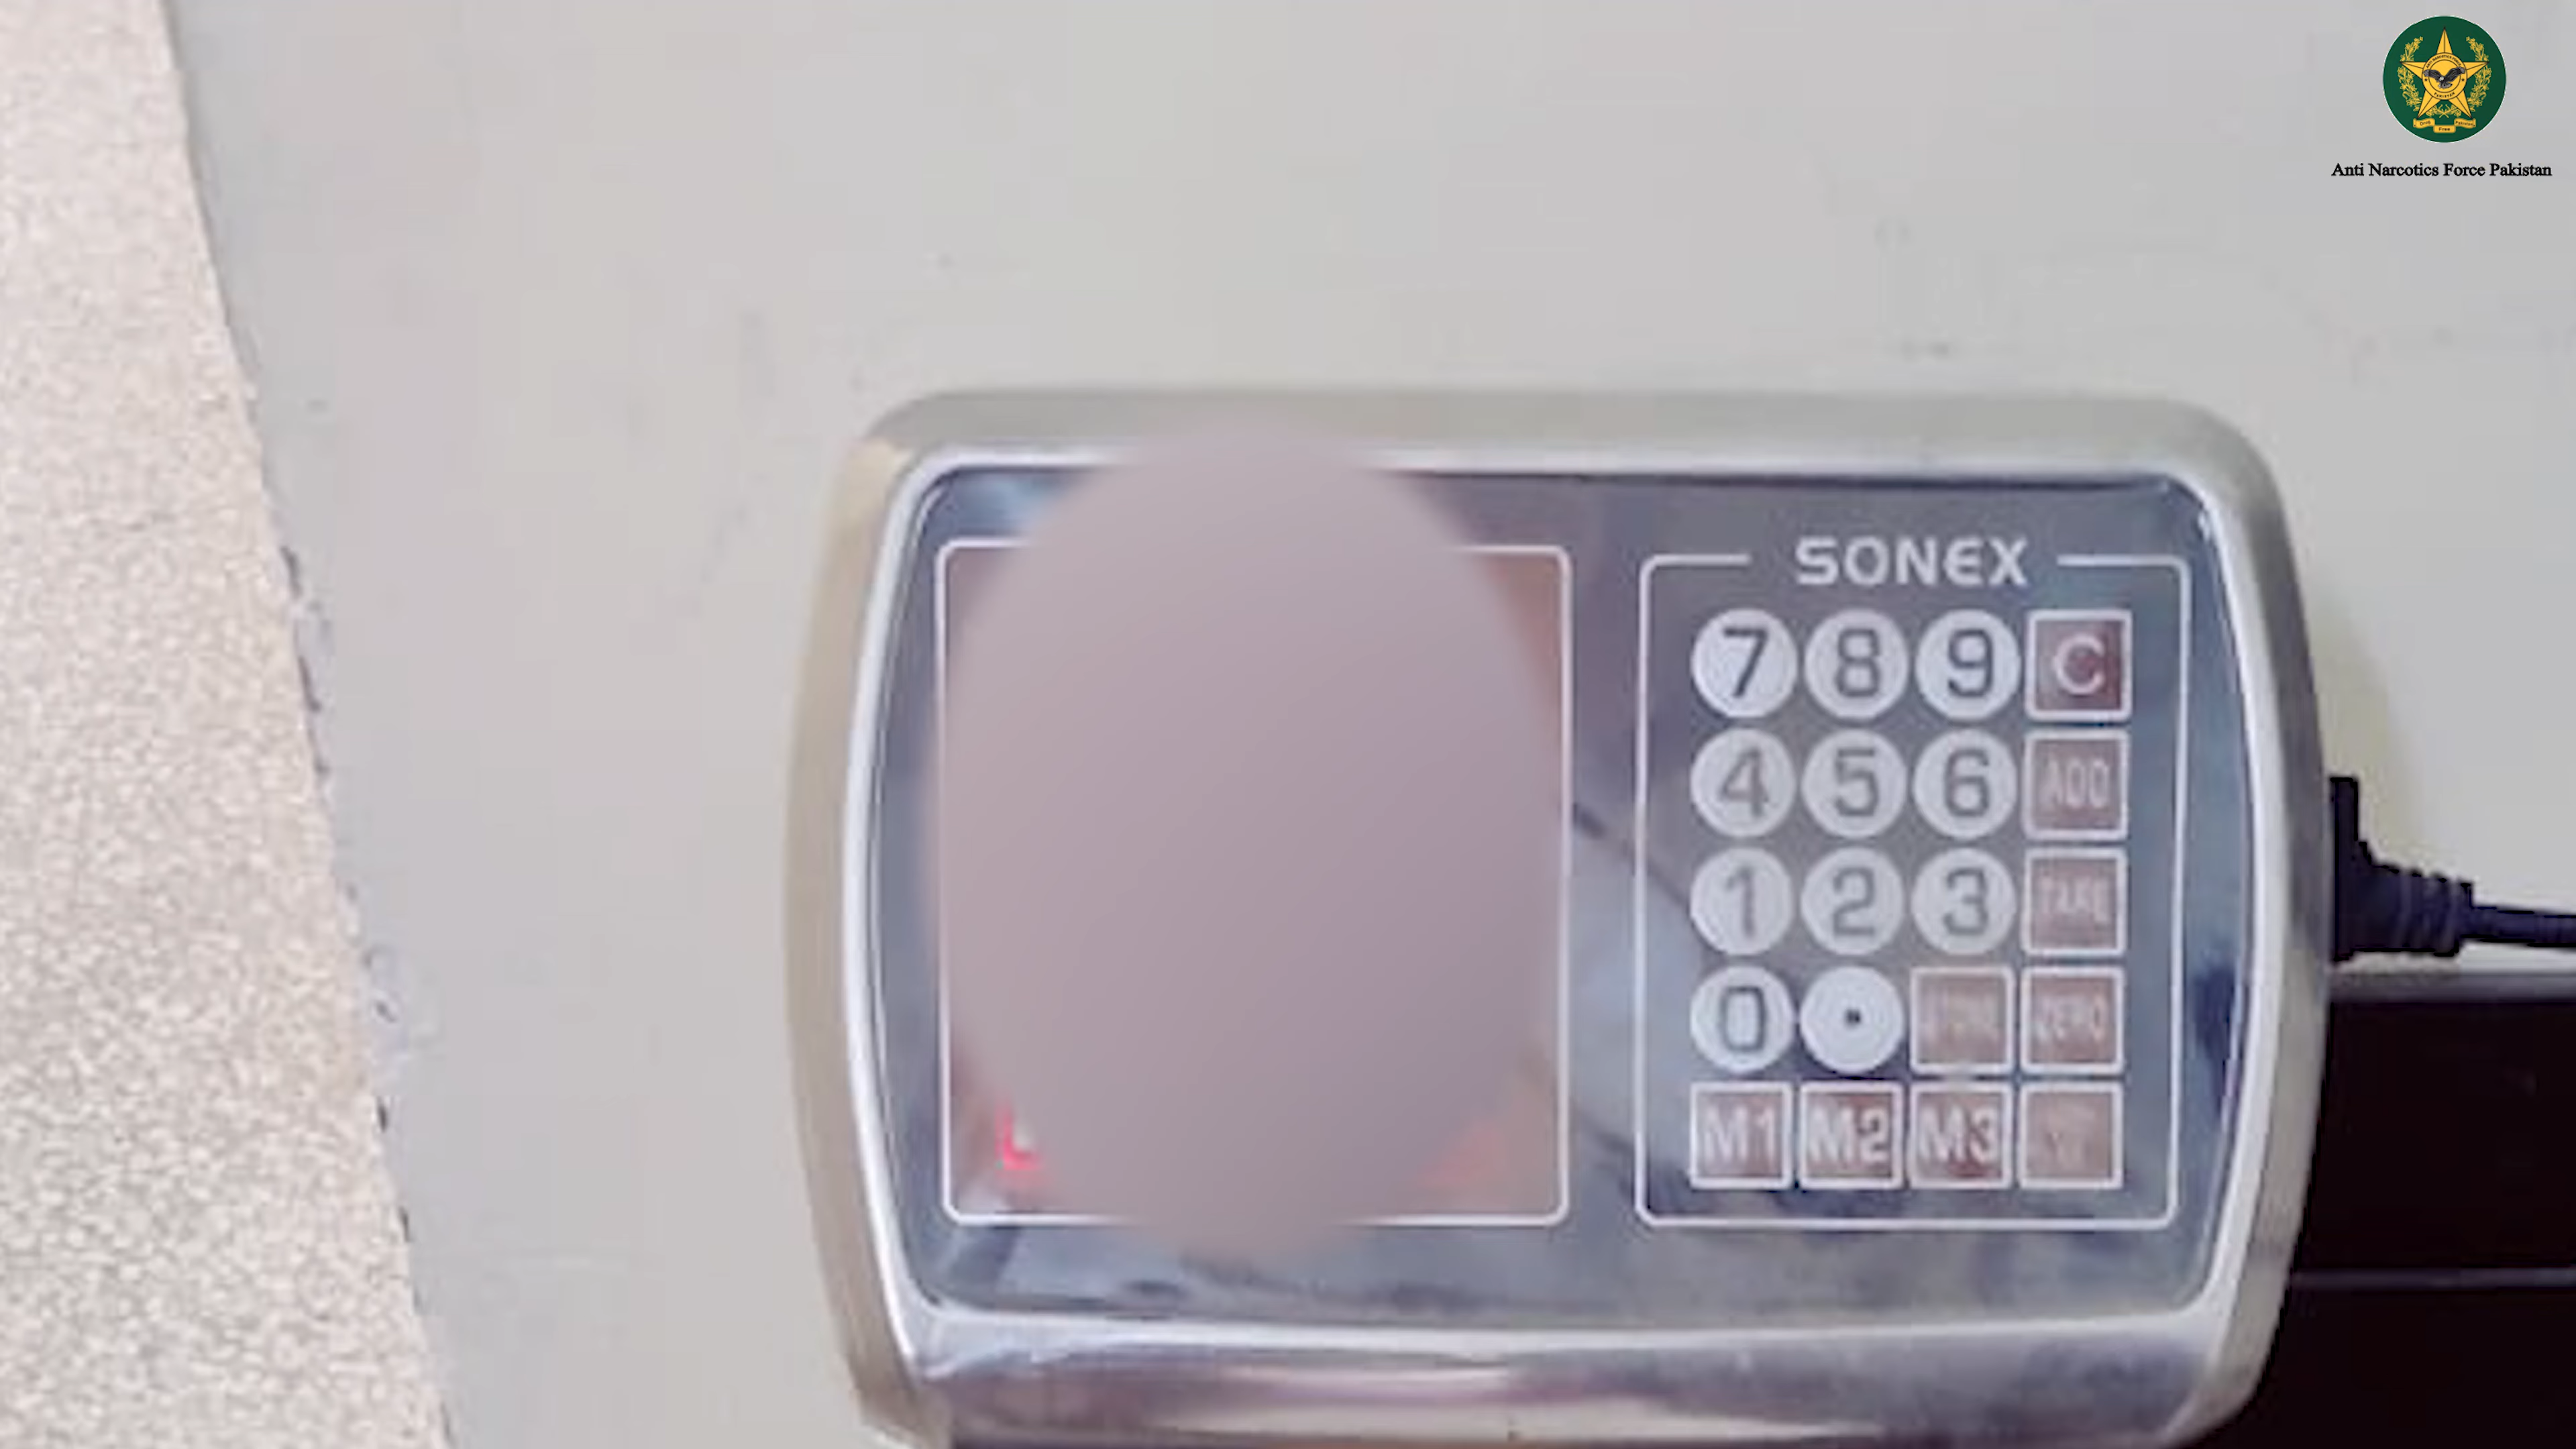 Anti Narcotics Force Pakistan
SONEX
7 8 9 C
4 5 6 ADD
1 2 3 TARE
0 . ZERO
M1 M2 M3